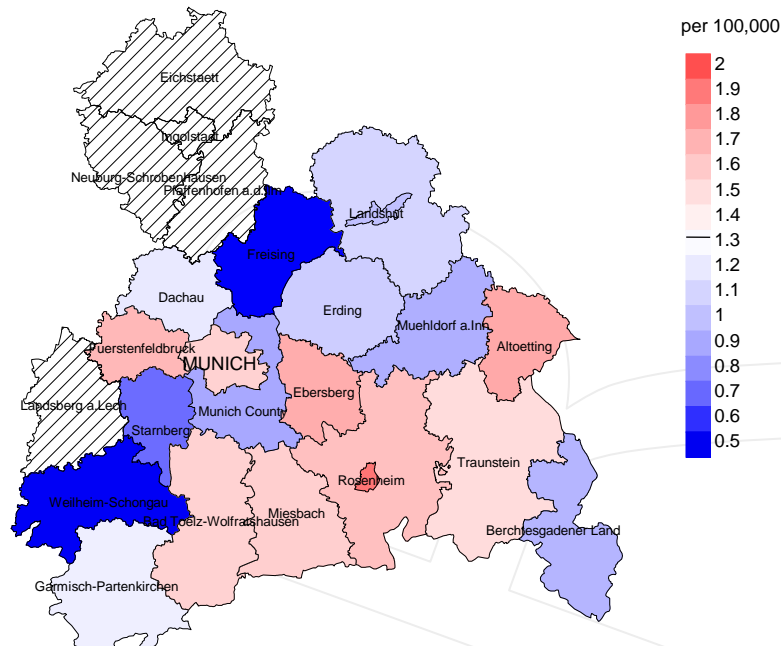 per 100,000
2
1.9
1.8
1.7
1.6
1.5
1.4
1.3
1.2
1.1
1
0.9
0.8
0.7
0.6
0.5
Eichstaett
Ingolstadt
Neuburg-Schrobenhausen
Pfaffenhofen a.d.Ilm
Landshut
Freising
Dachau
Erding
Muehldorf a.Inn
Altoetting
Fuerstenfeldbruck
MUNICH
Ebersberg
Landsberg a.Lech
Munich County
Starnberg
Traunstein
Rosenheim
Weilheim-Schongau
Miesbach
Bad Toelz-Wolfratshausen
Berchtesgadener Land
Garmisch-Partenkirchen